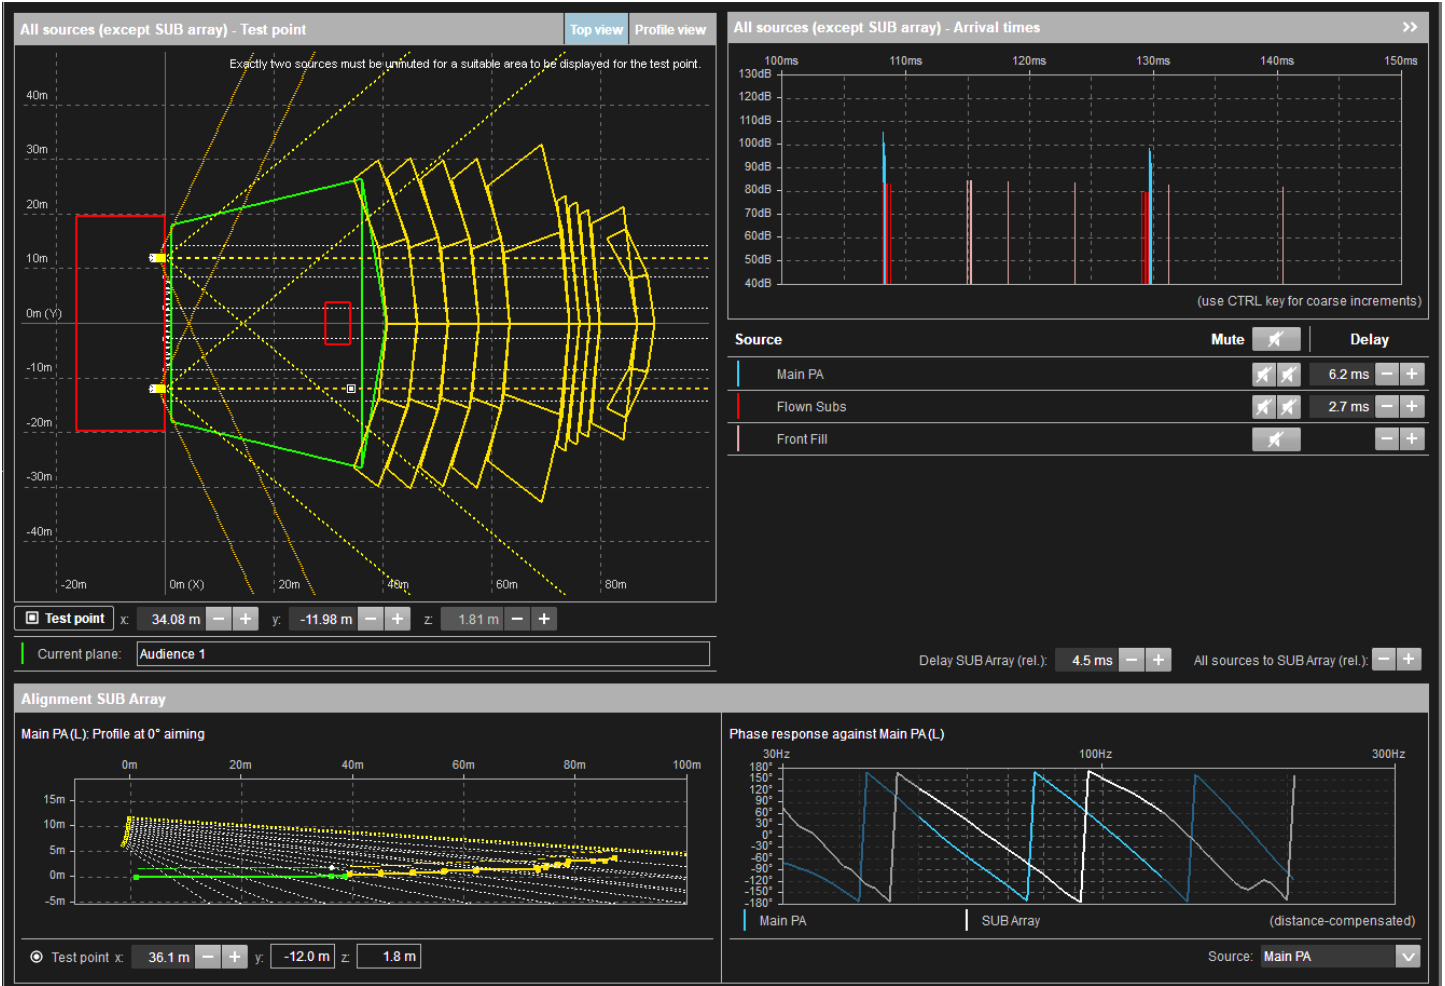 All sources (except SUB array) - Test point
Top view
Profile view
Exactly two sources must be unmuted for a suitable area to be displayed for the test point.
40m
30m
20m
10m
0m (Y)
-10m
-20m
-30m
-40m
-20m
0m (X)
20m
40m
60m
80m
Test point x: 34.08 m − + y: -11.98 m − + z: 1.81 m − +
Current plane: Audience 1
All sources (except SUB array) - Arrival times >>
100ms 110ms 120ms 130ms 140ms 150ms
130dB
120dB
110dB
100dB
90dB
80dB
70dB
60dB
50dB
40dB
(use CTRL key for coarse increments)
Source Mute Delay
Main PA 6.2 ms − +
Flown Subs 2.7 ms − +
Front Fill − +
Delay SUB Array (rel.): 4.5 ms − + All sources to SUB Array (rel.): − +
Alignment SUB Array
Main PA (L): Profile at 0° aiming
0m 20m 40m 60m 80m 100m
15m
10m
5m
0m
-5m
Test point x: 36.1 m − + y: -12.0 m z: 1.8 m
Phase response against Main PA (L)
30Hz 100Hz 300Hz
180°
150°
120°
90°
60°
30°
0°
-30°
-60°
-90°
-120°
-150°
-180°
Main PA SUB Array (distance-compensated)
Source: Main PA